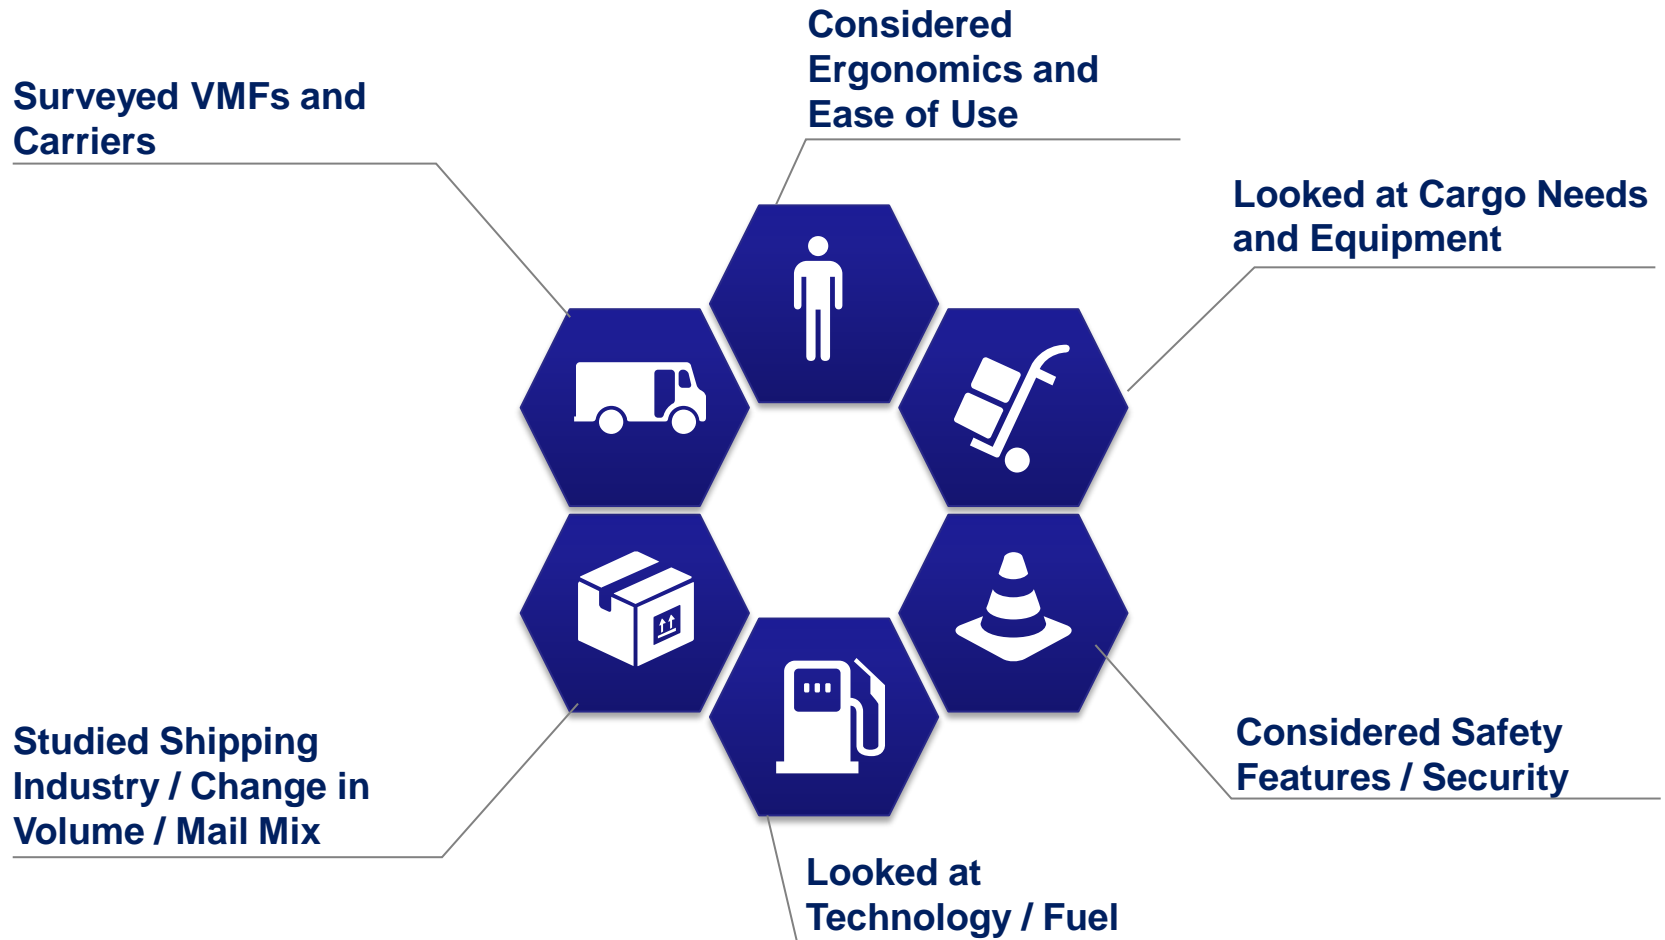 Considered
Ergonomics and
Ease of Use
Surveyed VMFs and
Carriers
Looked at Cargo Needs
and Equipment
Studied Shipping
Industry / Change in
Volume / Mail Mix
Considered Safety
Features / Security
Looked at
Technology / Fuel